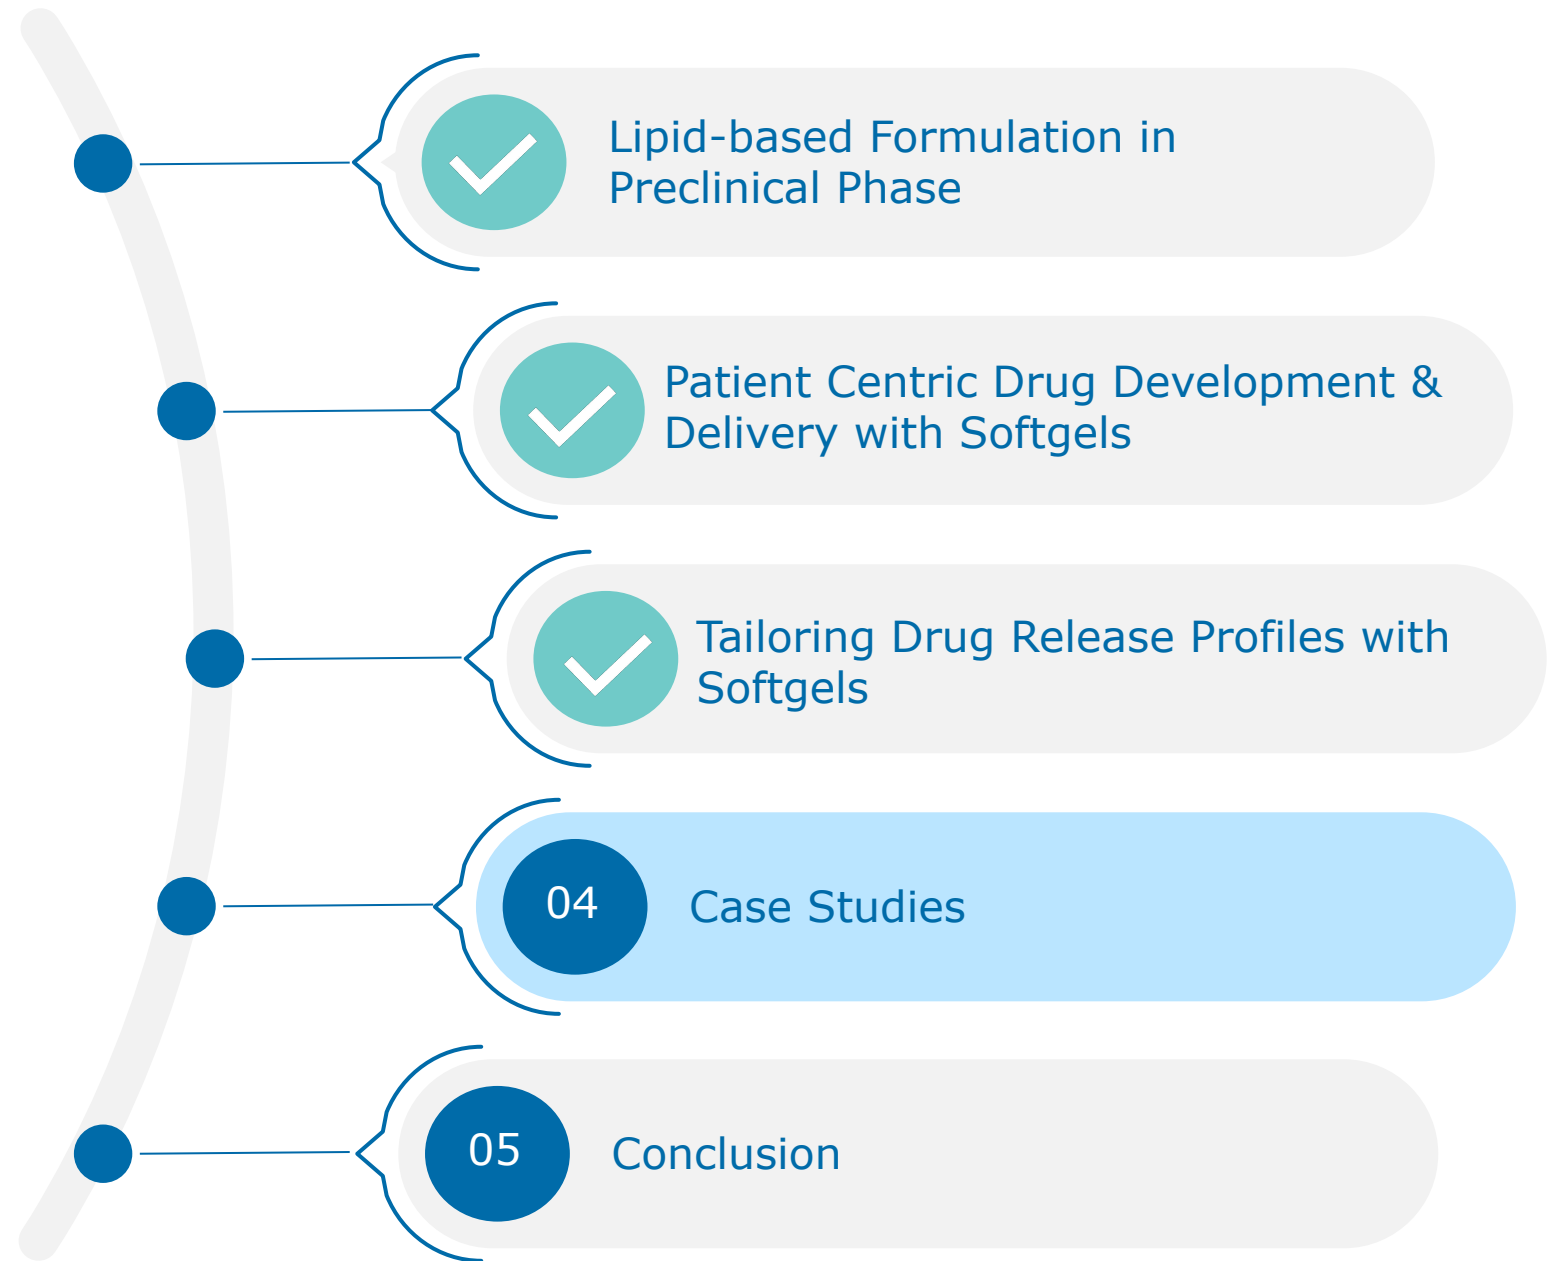 Lipid-based Formulation in
Preclinical Phase
Patient Centric Drug Development &
Delivery with Softgels
Tailoring Drug Release Profiles with
Softgels
04
Case Studies
05
Conclusion